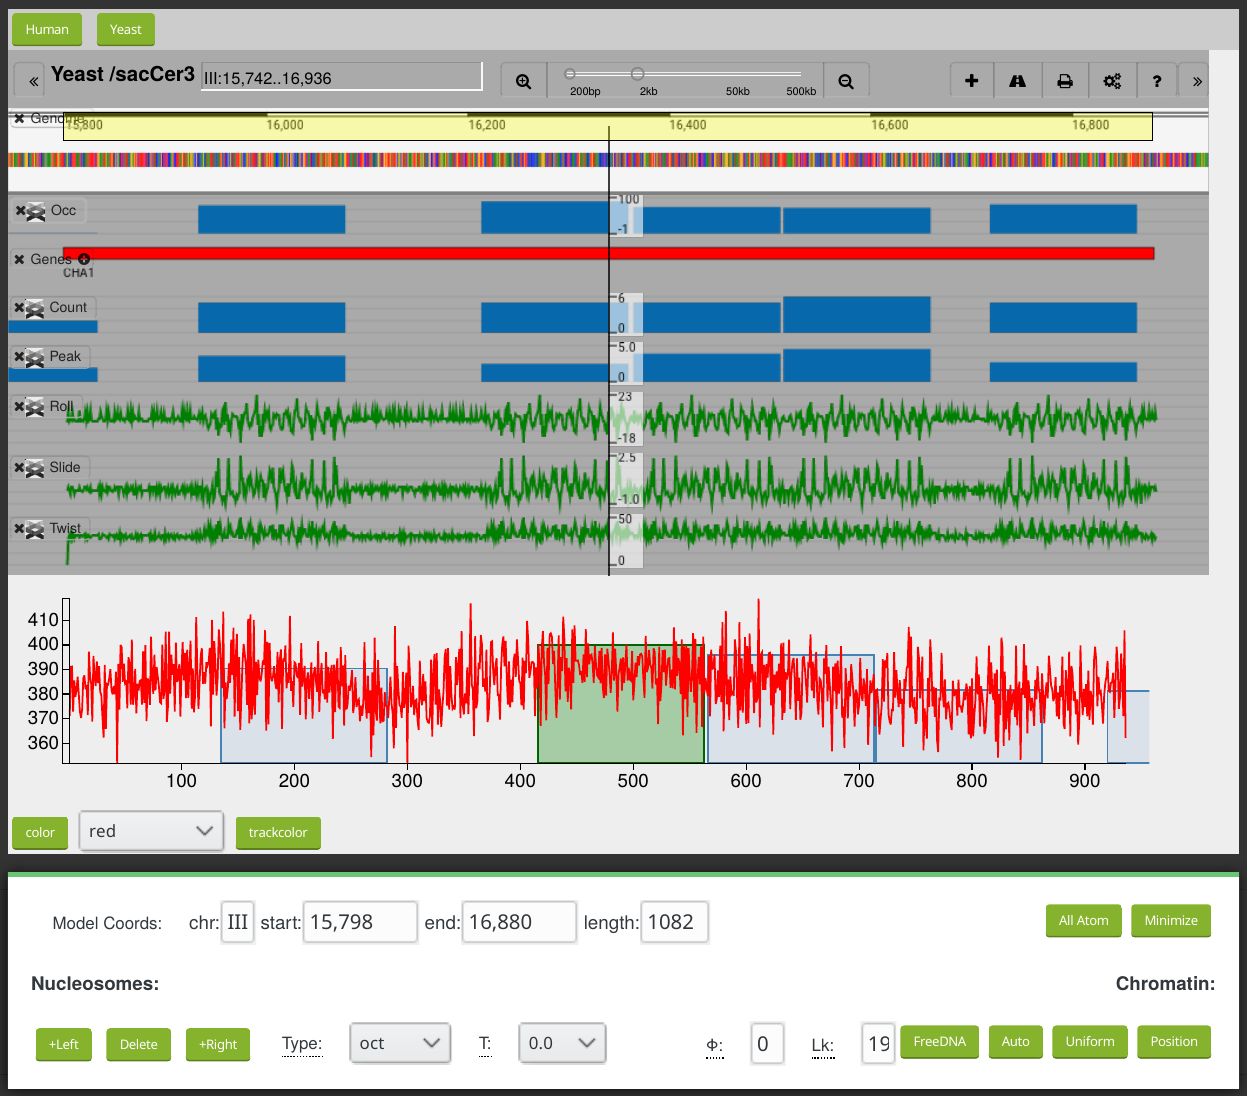 Human Yeast
« Yeast /sacCer3 III:15,742..16,936 200bp 2kb 50kb 500kb + ? »
Genome 15,800 16,000 16,200 16,400 16,600 16,800
Occ 100 -1
Genes
CHA1
Count 6 0
Peak 5.0 0
Roll 23 -18
Slide 2.5 -1.0
Twist 50 0
410
400
390
380
370
360
100 200 300 400 500 600 700 800 900
color red trackcolor
Model Coords: chr: III start: 15,798 end: 16,880 length: 1082 All Atom Minimize
Nucleosomes: Chromatin:
+Left Delete +Right Type: oct T: 0.0 Φ: 0 Lk: 19 FreeDNA Auto Uniform Position